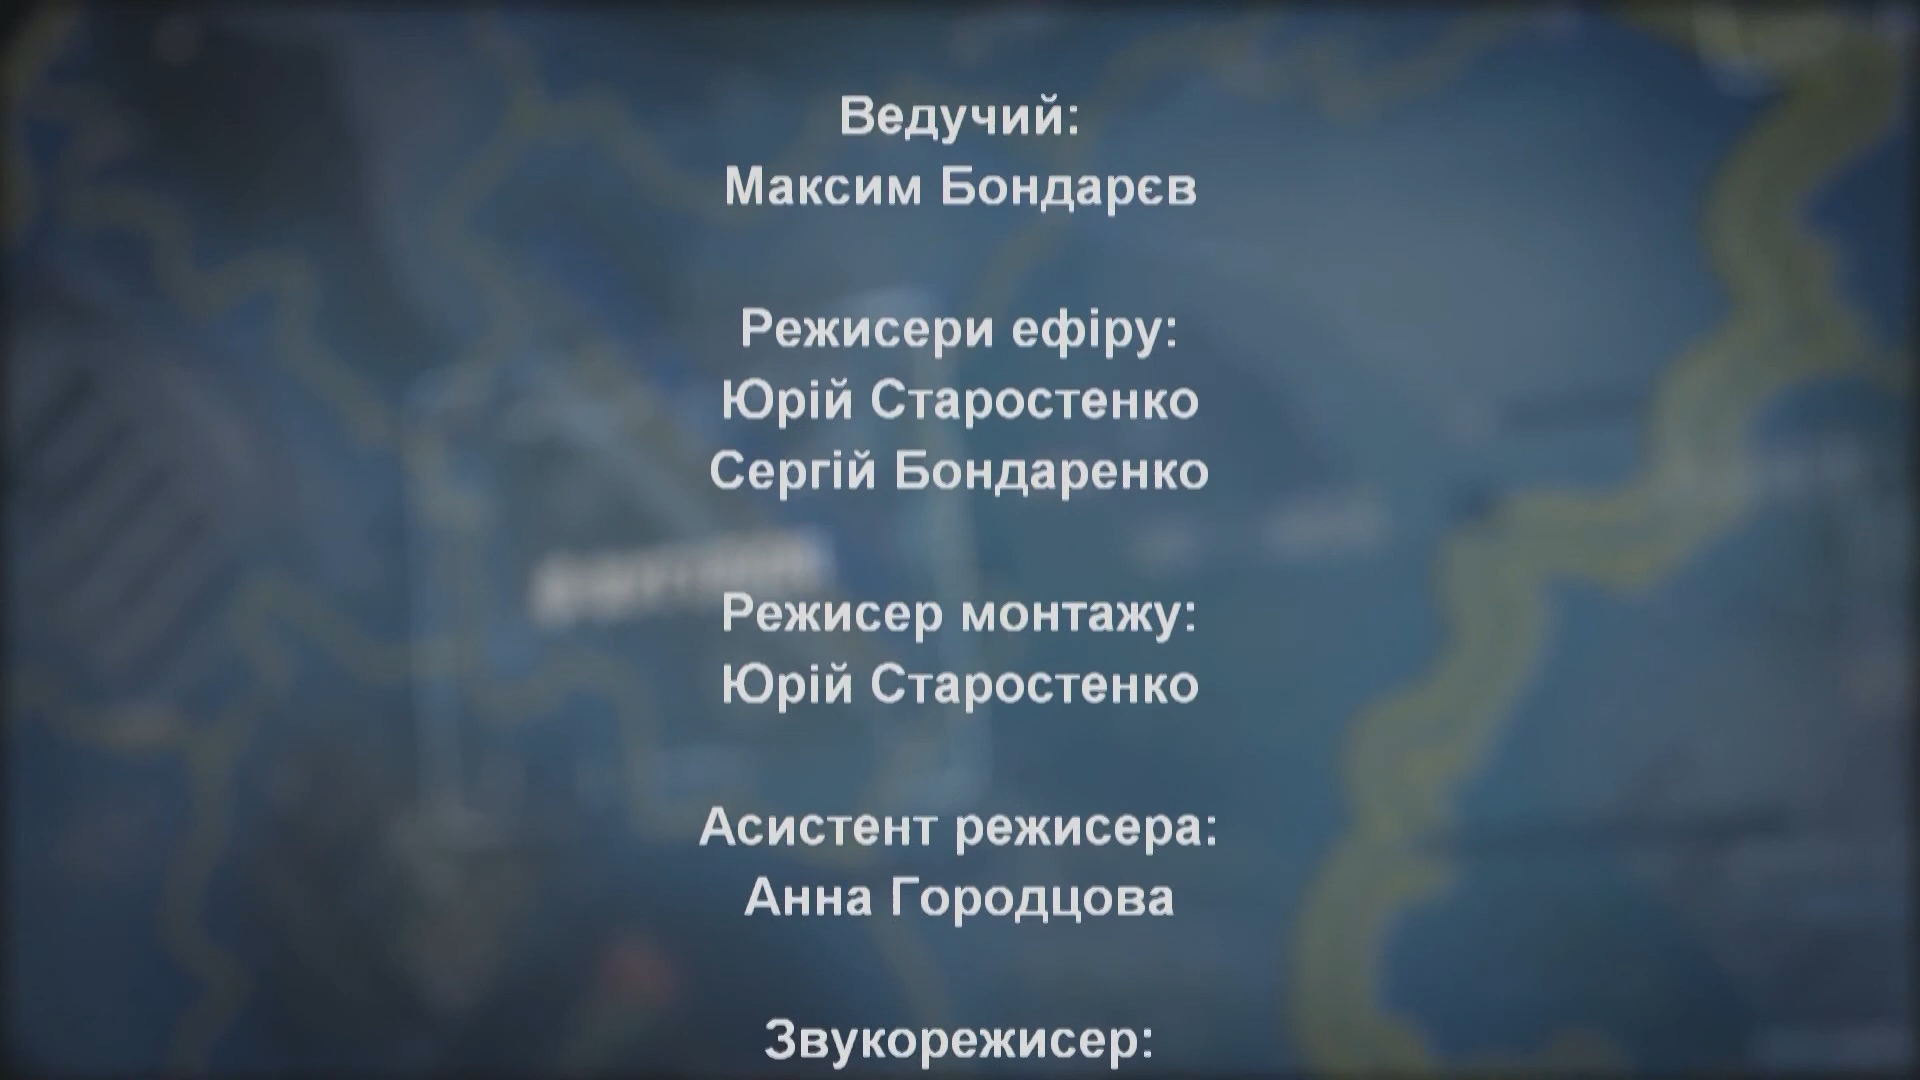 Ведучий:
Максим Бондарєв
Режисери ефіру:
Юрій Старостенко
Сергій Бондаренко
Режисер монтажу:
Юрій Старостенко
Асистент режисера:
Анна Городцова
Звукорежисер: